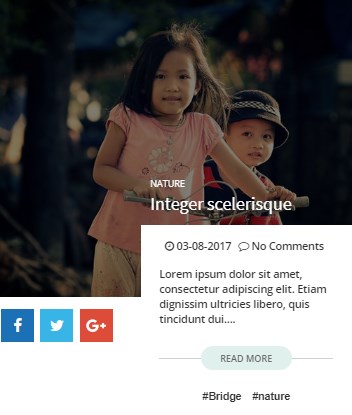 NATURE
Integer scelerisque
03-08-2017 No Comments
Lorem ipsum dolor sit amet,
consectetur adipiscing elit. Etiam
dignissim ultricies libero, quis
tincidunt dui....
READ MORE
#Bridge #nature